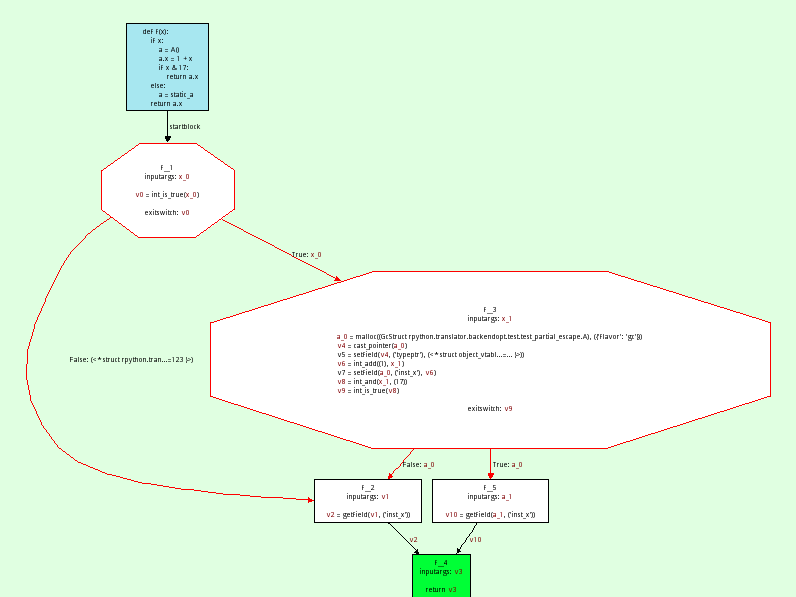 def f(x):
if x:
a = A()
a.x = 1 + x
if x & 17:
return a.x
else:
a = static_a
return a.x
startblock
f__1
inputargs: x_0
v0 = int_is_true(x_0)
exitswitch: v0
True: x_0
f__3
inputargs: x_1
a_0 = malloc((GcStruct rpython.translator.backendopt.test.test_partial_escape.A), ({'flavor': 'gc'}))
v4 = cast_pointer(a_0)
v5 = setfield(v4, ('typeptr'), (<* struct object_vtabl...=... }>))
v6 = int_add((1), x_1)
v7 = setfield(a_0, ('inst_x'), v6)
v8 = int_and(x_1, (17))
v9 = int_is_true(v8)
exitswitch: v9
False: (<* struct rpython.tran...=123 }>)
False: a_0
True: a_0
f__2
inputargs: v1
v2 = getfield(v1, ('inst_x'))
f__5
inputargs: a_1
v10 = getfield(a_1, ('inst_x'))
v2
v10
f__4
inputargs: v3
return v3